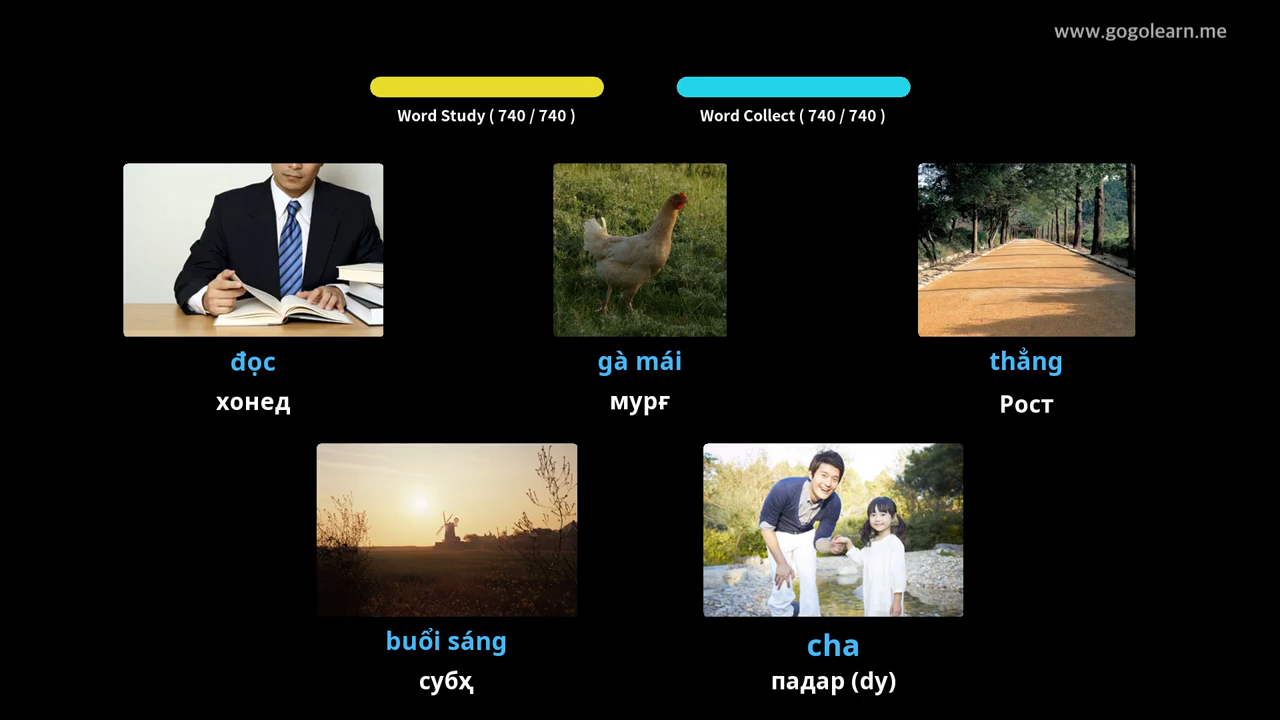 www.gogolearn.me
Word Study ( 740 / 740 )
Word Collect ( 740 / 740 )
đọc
хонед
gà mái
мурғ
thẳng
Рост
buổi sáng
субҳ
cha
падар (dy)